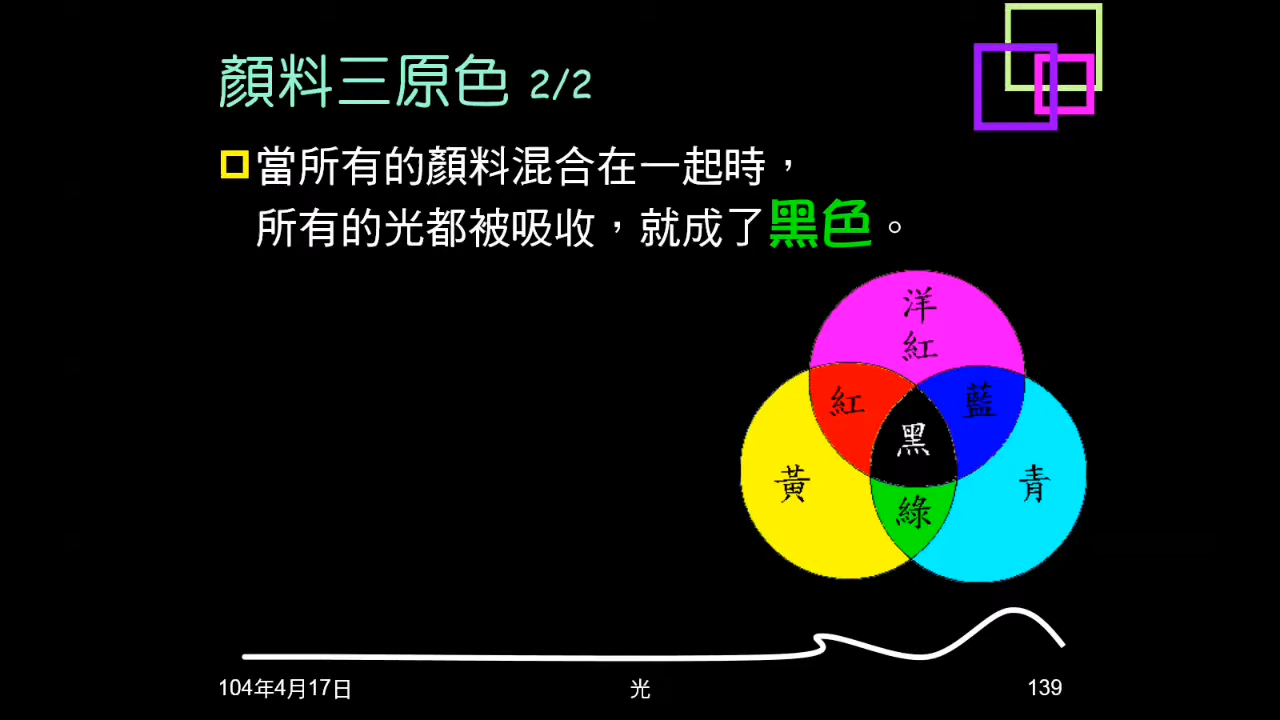 顏料三原色 2/2
當所有的顏料混合在一起時，
所有的光都被吸收，就成了黑色。
洋
紅
紅
藍
黑
黃
青
綠
104年4月17日
光
139